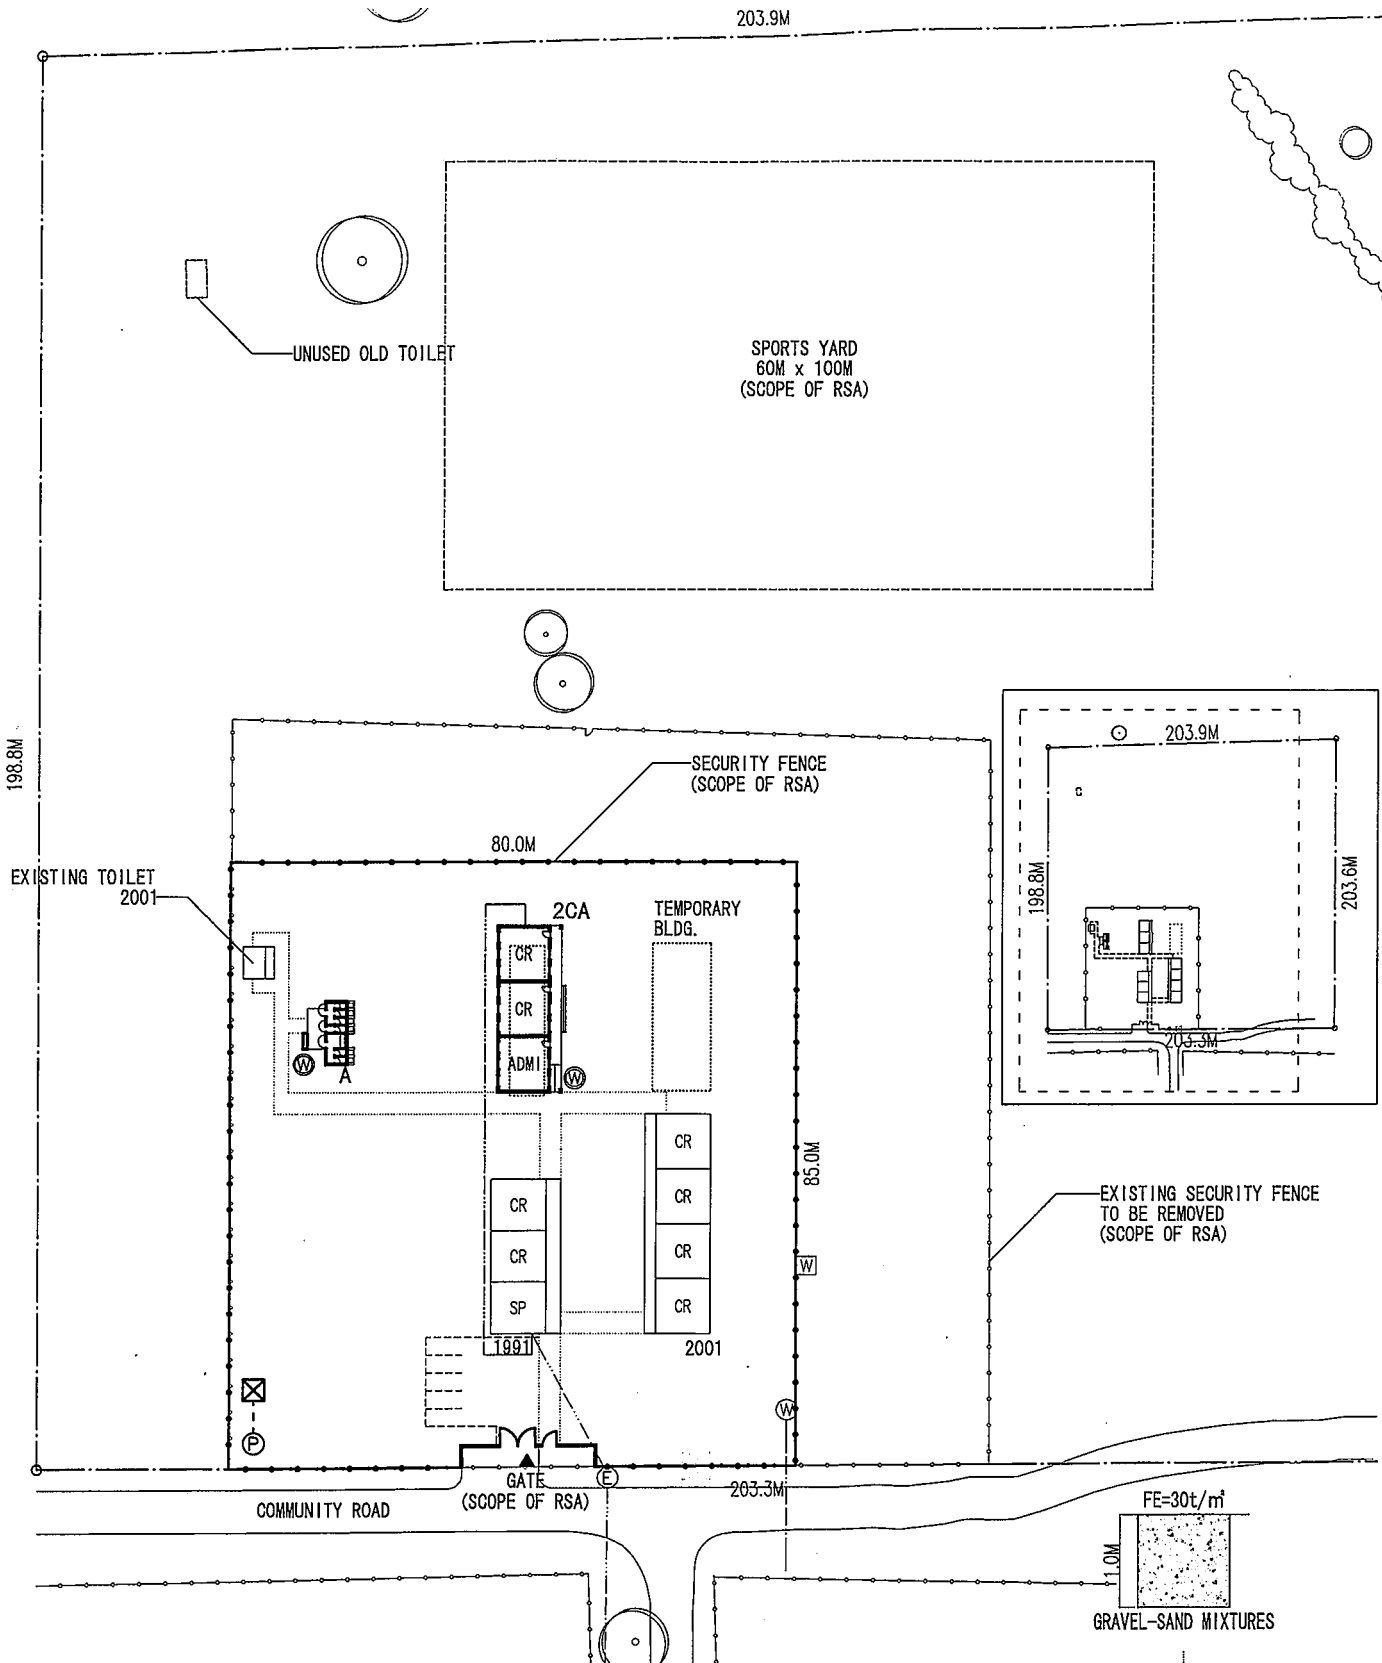 203.9M
UNUSED OLD TOILET
SPORTS YARD
60M x 100M
(SCOPE OF RSA)
198.8M
SECURITY FENCE
(SCOPE OF RSA)
203.9M
198.8M
203.6M
203.3M
80.0M
EXISTING TOILET
2001
2CA
TEMPORARY
BLDG.
CR
CR
ADMI
W
A
W
85.0M
CR
CR
CR
CR
CR
CR
SP
1991
2001
W
EXISTING SECURITY FENCE
TO BE REMOVED
(SCOPE OF RSA)
P
W
GATE
(SCOPE OF RSA)
E
203.3M
COMMUNITY ROAD
FE=30t/㎡
1.0M
GRAVEL-SAND MIXTURES